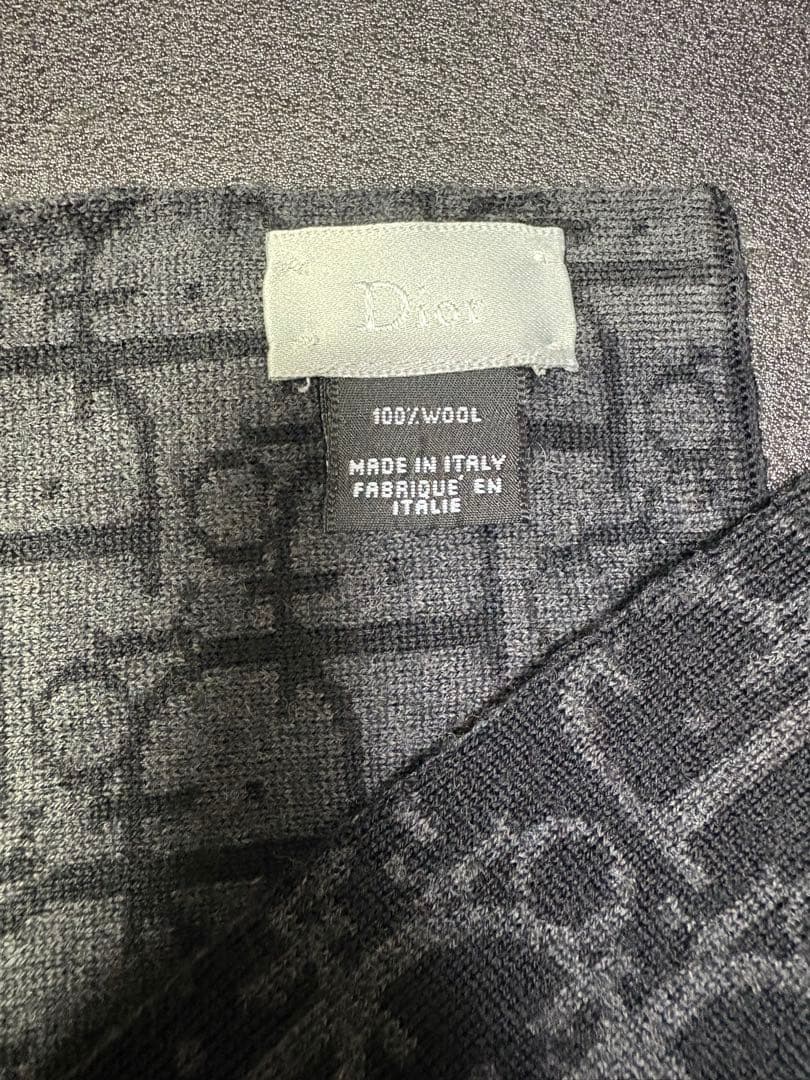 Dior
100%WOOL
MADE IN ITALY
FABRIQUE' EN
ITALIE